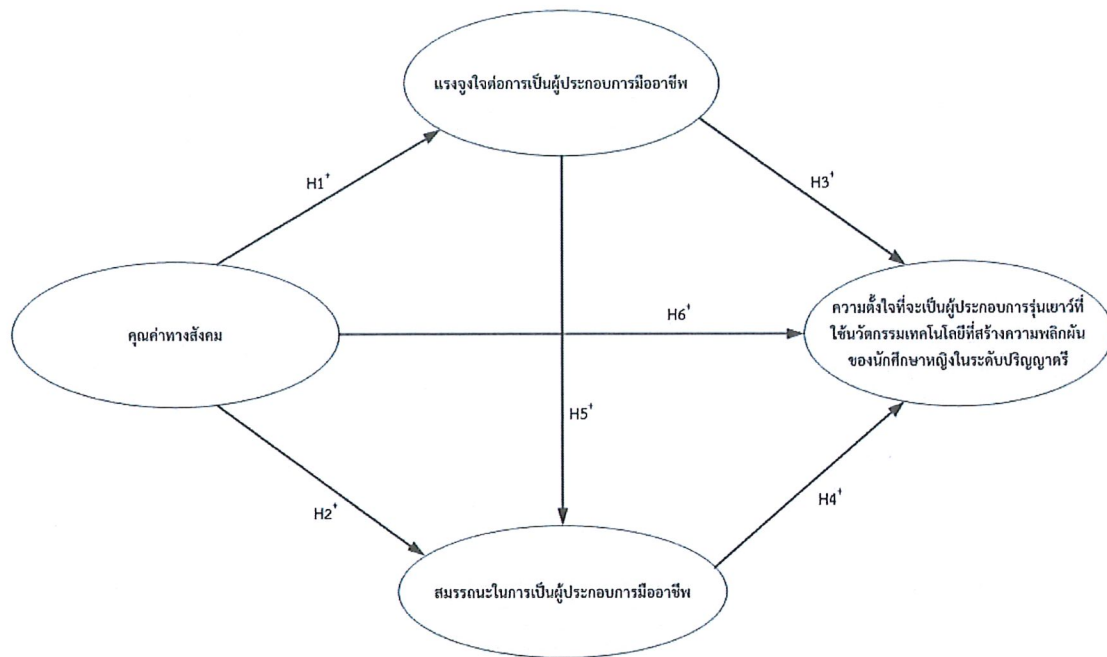 แรงจูงใจต่อการเป็นผู้ประกอบการมืออาชีพ
H1⁺
H3⁺
คุณค่าทางสังคม
H6⁺
ความตั้งใจที่จะเป็นผู้ประกอบการรุ่นเยาว์ที่
ใช้นวัตกรรมเทคโนโลยีที่สร้างความพลิกผัน
ของนักศึกษาหญิงในระดับปริญญาตรี
H5⁺
H2⁺
H4⁺
สมรรถนะในการเป็นผู้ประกอบการมืออาชีพ